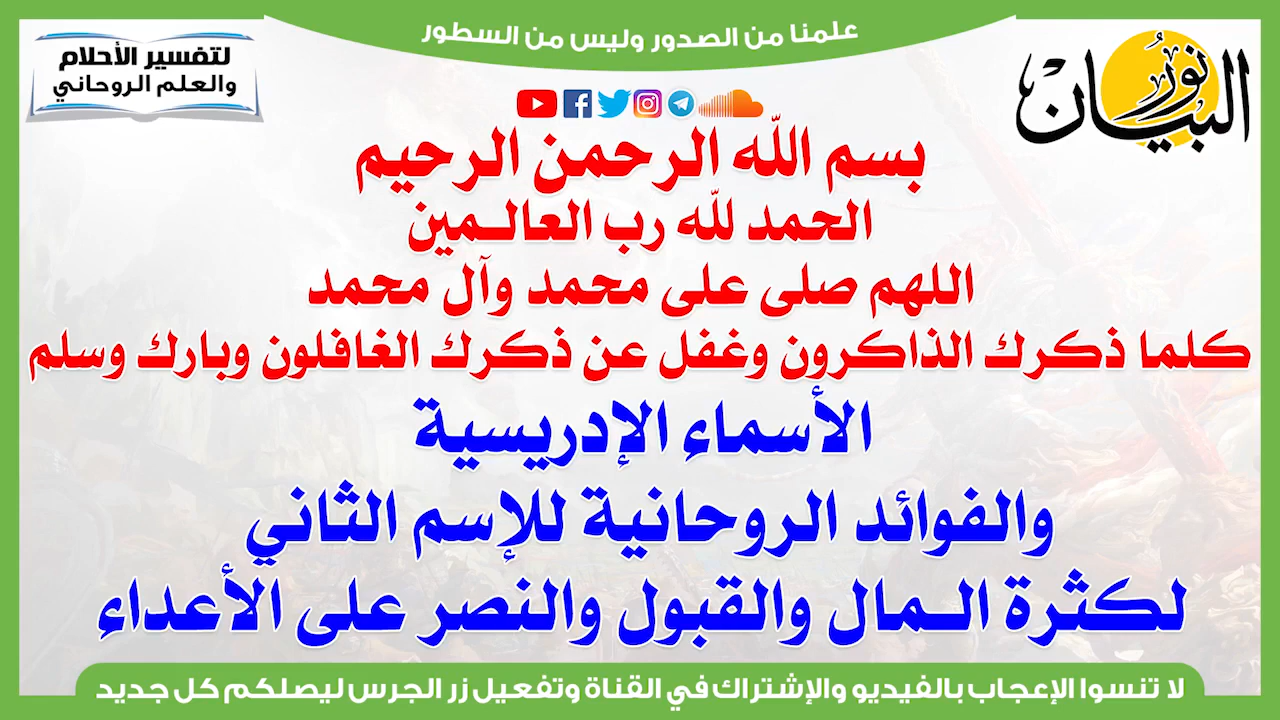 علمنا من الصدور وليس من السطور
نور البيان
لتفسير الأحلام
والعلم الروحاني
بسم الله الرحمن الرحيم
الحمد لله رب العالـمين
اللهم صلى على محمد وآل محمد
كلما ذكرك الذاكرون وغفل عن ذكرك الغافلون وبارك وسلم
الأسماء الإدريسية
والفوائد الروحانية للإسم الثاني
لكثرة الـمال والقبول والنصر على الأعداء
لا تنسوا الإعجاب بالفيديو والإشتراك في القناة وتفعيل زر الجرس ليصلكم كل جديد